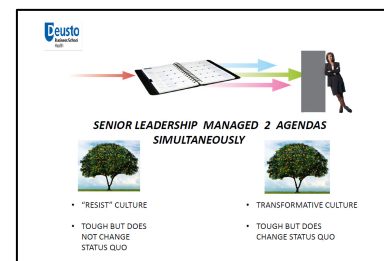 Deusto
Business School
Health
SENIOR LEADERSHIP MANAGED 2 AGENDAS
SIMULTANEOUSLY
• "RESIST" CULTURE
• TOUGH BUT DOES
NOT CHANGE
STATUS QUO
• TRANSFORMATIVE CULTURE
• TOUGH BUT DOES
CHANGE STATUS QUO